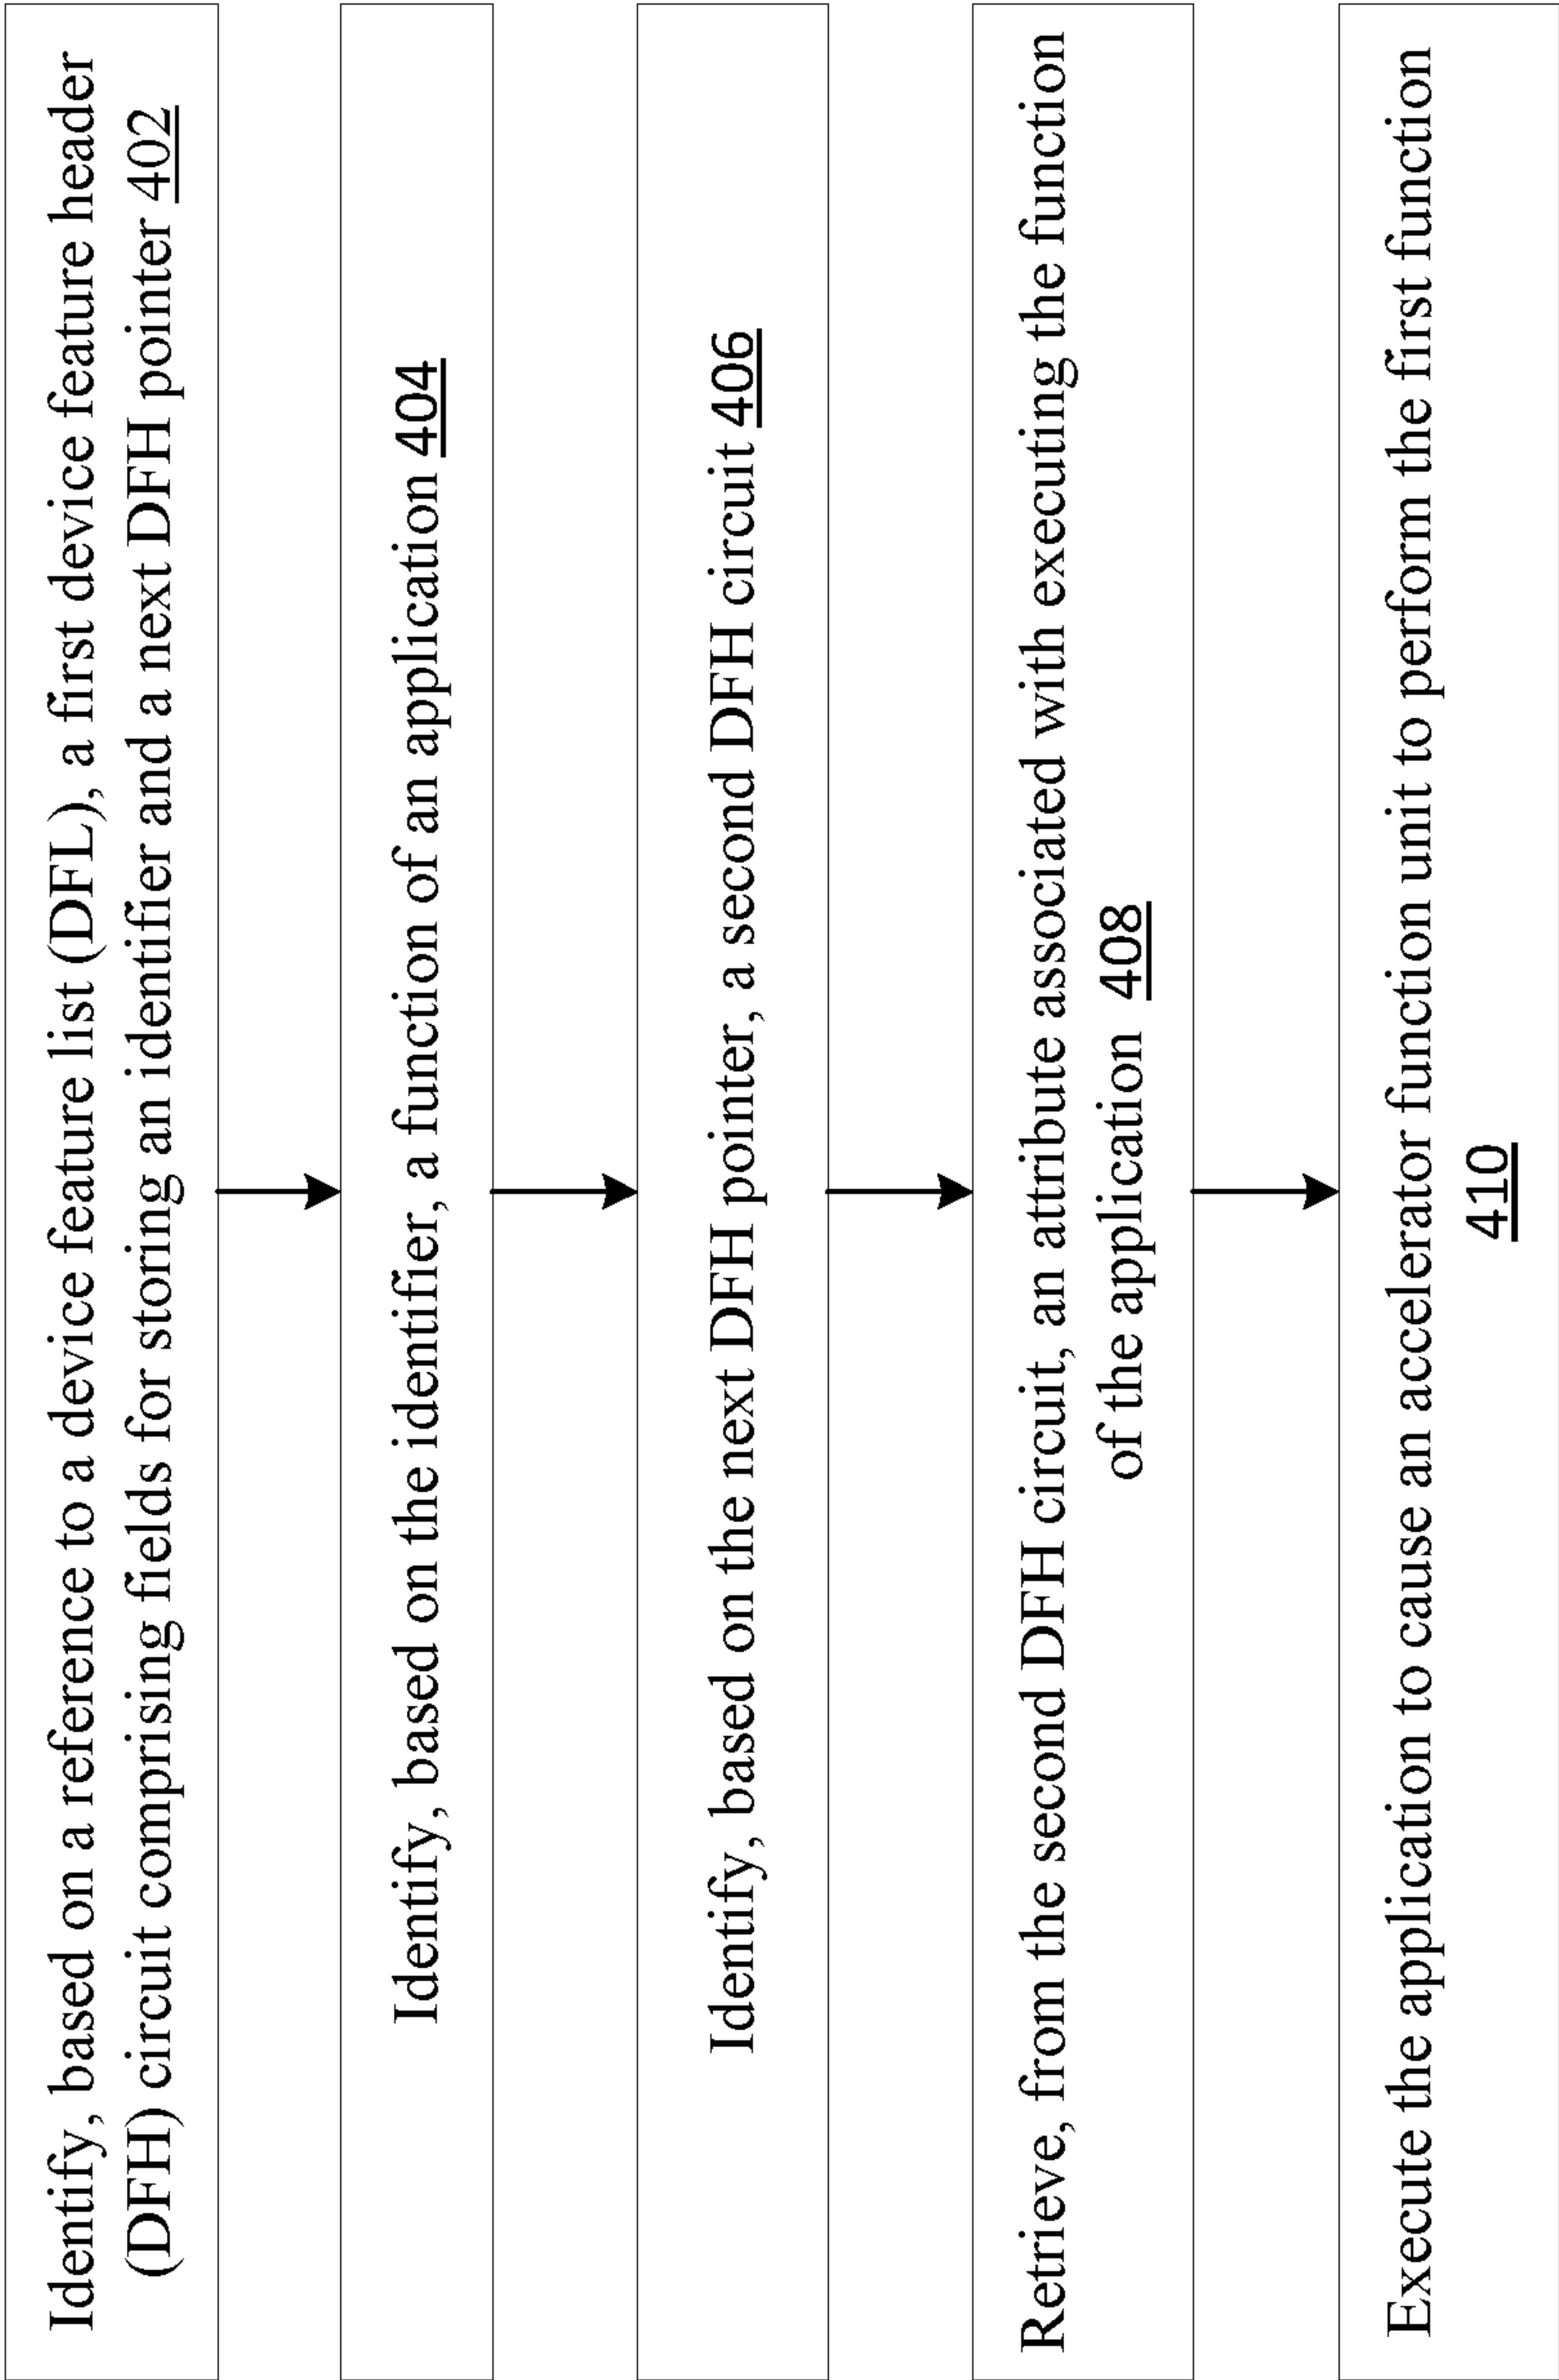 Identify, based on a reference to a device feature list (DFL), a first device feature header
(DFH) circuit comprising fields for storing an identifier and a next DFH pointer 402
Identify, based on the identifier, a function of an application 404
Identify, based on the next DFH pointer, a second DFH circuit 406
Retrieve, from the second DFH circuit, an attribute associated with executing the function
of the application 408
Execute the application to cause an accelerator function unit to perform the first function
410